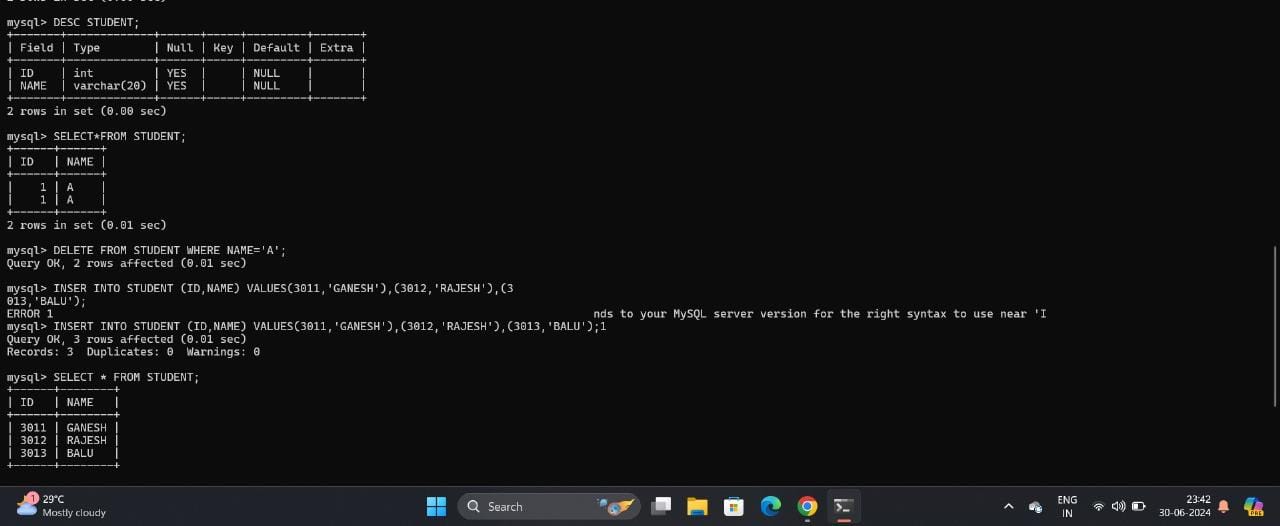 mysql> DESC STUDENT;
+-------+-------------+------+-----+---------+-------+
| Field | Type        | Null | Key | Default | Extra |
+-------+-------------+------+-----+---------+-------+
| ID    | int         | YES  |     | NULL    |       |
| NAME  | varchar(20) | YES  |     | NULL    |       |
+-------+-------------+------+-----+---------+-------+
2 rows in set (0.00 sec)
mysql> SELECT*FROM STUDENT;
+------+------+
| ID   | NAME |
+------+------+
|    1 | A    |
|    1 | A    |
+------+------+
2 rows in set (0.01 sec)
mysql> DELETE FROM STUDENT WHERE NAME='A';
Query OK, 2 rows affected (0.01 sec)
mysql> INSER INTO STUDENT (ID,NAME) VALUES(3011,'GANESH'),(3012,'RAJESH'),(3
013,'BALU');
ERROR 1 nds to your MySQL server version for the right syntax to use near 'I
mysql> INSERT INTO STUDENT (ID,NAME) VALUES(3011,'GANESH'),(3012,'RAJESH'),(3013,'BALU');1
Query OK, 3 rows affected (0.01 sec)
Records: 3  Duplicates: 0  Warnings: 0
mysql> SELECT * FROM STUDENT;
+------+--------+
| ID   | NAME   |
+------+--------+
| 3011 | GANESH |
| 3012 | RAJESH |
| 3013 | BALU   |
+------+--------+
1
29°C
Mostly cloudy
Search
ENG
IN
23:42
30-06-2024
PRE